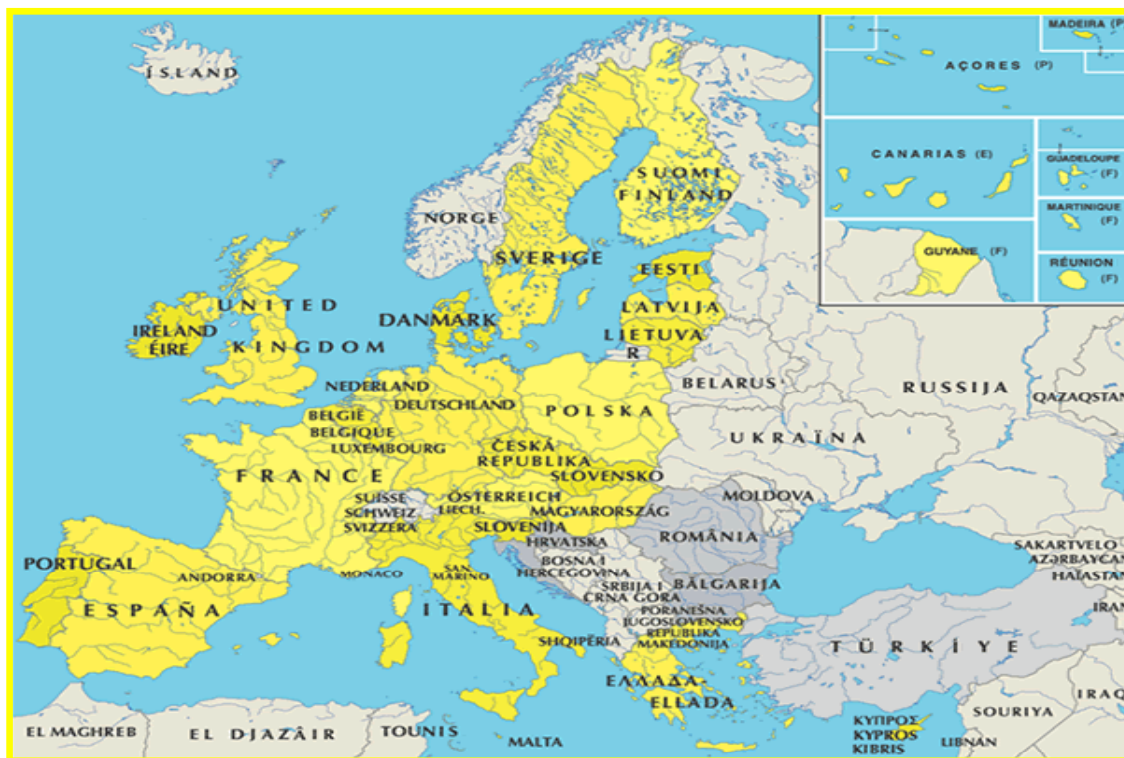 ÍSLAND
NORGE
SUOMI
FINLAND
SVERIGE
EESTI
LATVIJA
LIETUVA
R
DANMARK
UNITED
KINGDOM
IRELAND
ÉIRE
NEDERLAND
DEUTSCHLAND
BELGIË
BELGIQUE
LUXEMBOURG
POLSKA
BELARUS
RUSSIJA
QAZAQSTAN
UKRAÏNA
ČESKÁ
REPUBLIKA
SLOVENSKO
FRANCE
SUISSE
SCHWEIZ
SVIZZERA
ÖSTERREICH
LIECH.
MAGYARORSZÁG
MOLDOVA
SLOVENIJA
HRVATSKA
ROMÂNIA
BOSNA I
HERCEGOVINA
SRBIJA I
CRNA GORA
BĂLGARIJA
PORANEŠNA
JUGOSLOVENSKO
REPUBLIKA
MAKEDONIJA
SHQIPËRIA
PORTUGAL
ESPAÑA
ANDORRA
MONACO
SAN
MARINO
ITALIA
ΕΛΛΑΔΑ-
ELLADA
TÜRKİYE
SAKARTVELO
AZƏRBAYCAN
HAÏASTAN
IRAN
IRAQ
SOURIYA
LIBNAN
ΚΥΠΡΟΣ
KYPROS
KIBRIS
EL MAGHREB
EL DJAZÂIR
TOUNIS
MALTA
MADEIRA (P
AÇORES (P)
CANARIAS (E)
GUADELOUPE
(F)
MARTINIQUE
(F)
GUYANE (F)
RÉUNION
(F)